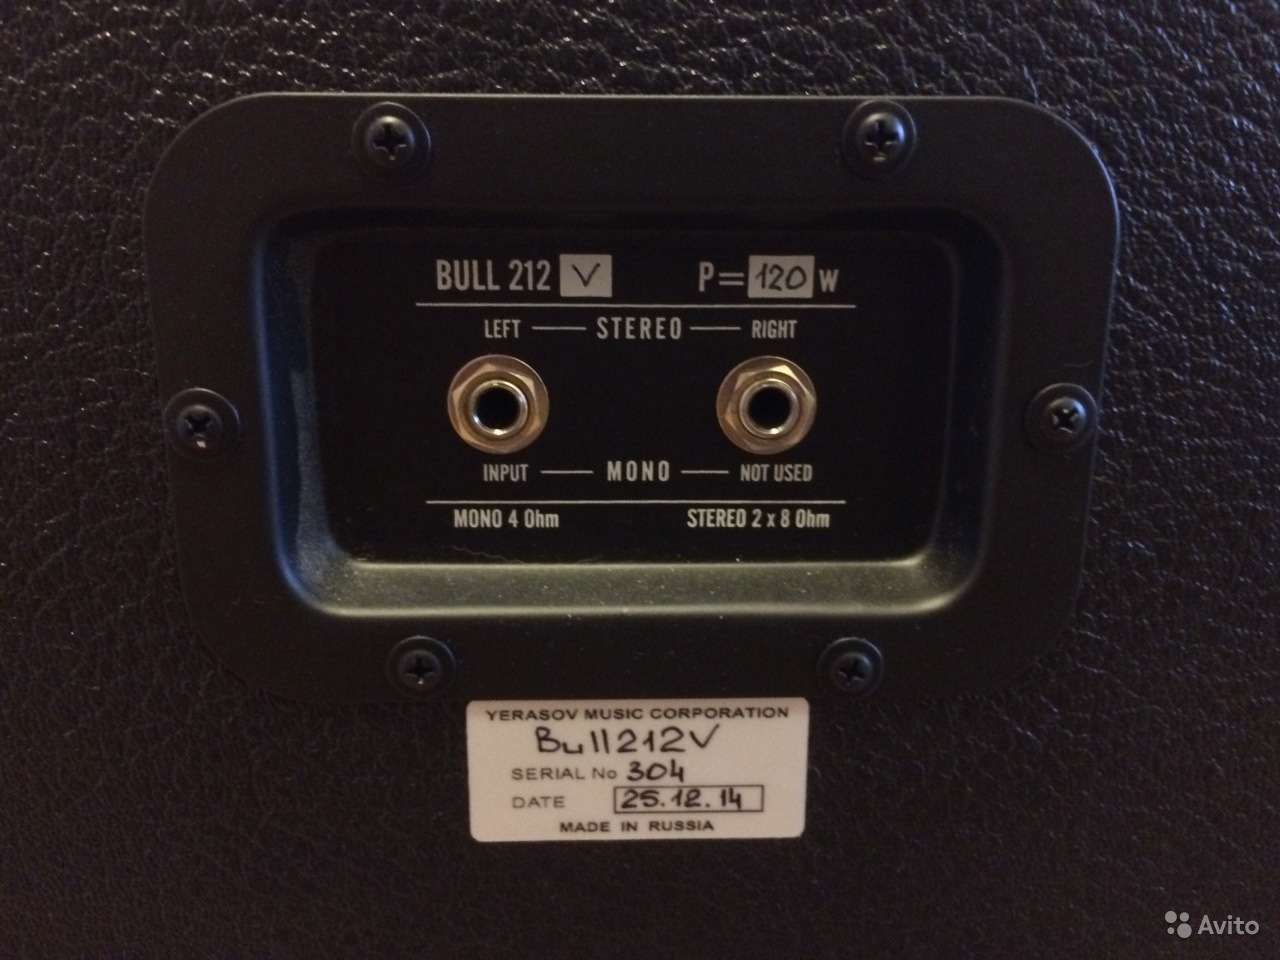 BULL 212 V P=120 W
LEFT STEREO RIGHT
INPUT MONO NOT USED
MONO 4 Ohm STEREO 2 x 8 Ohm
YERASOV MUSIC CORPORATION
Bull212V
SERIAL No 304
DATE 25.12.14
MADE IN RUSSIA
Avito